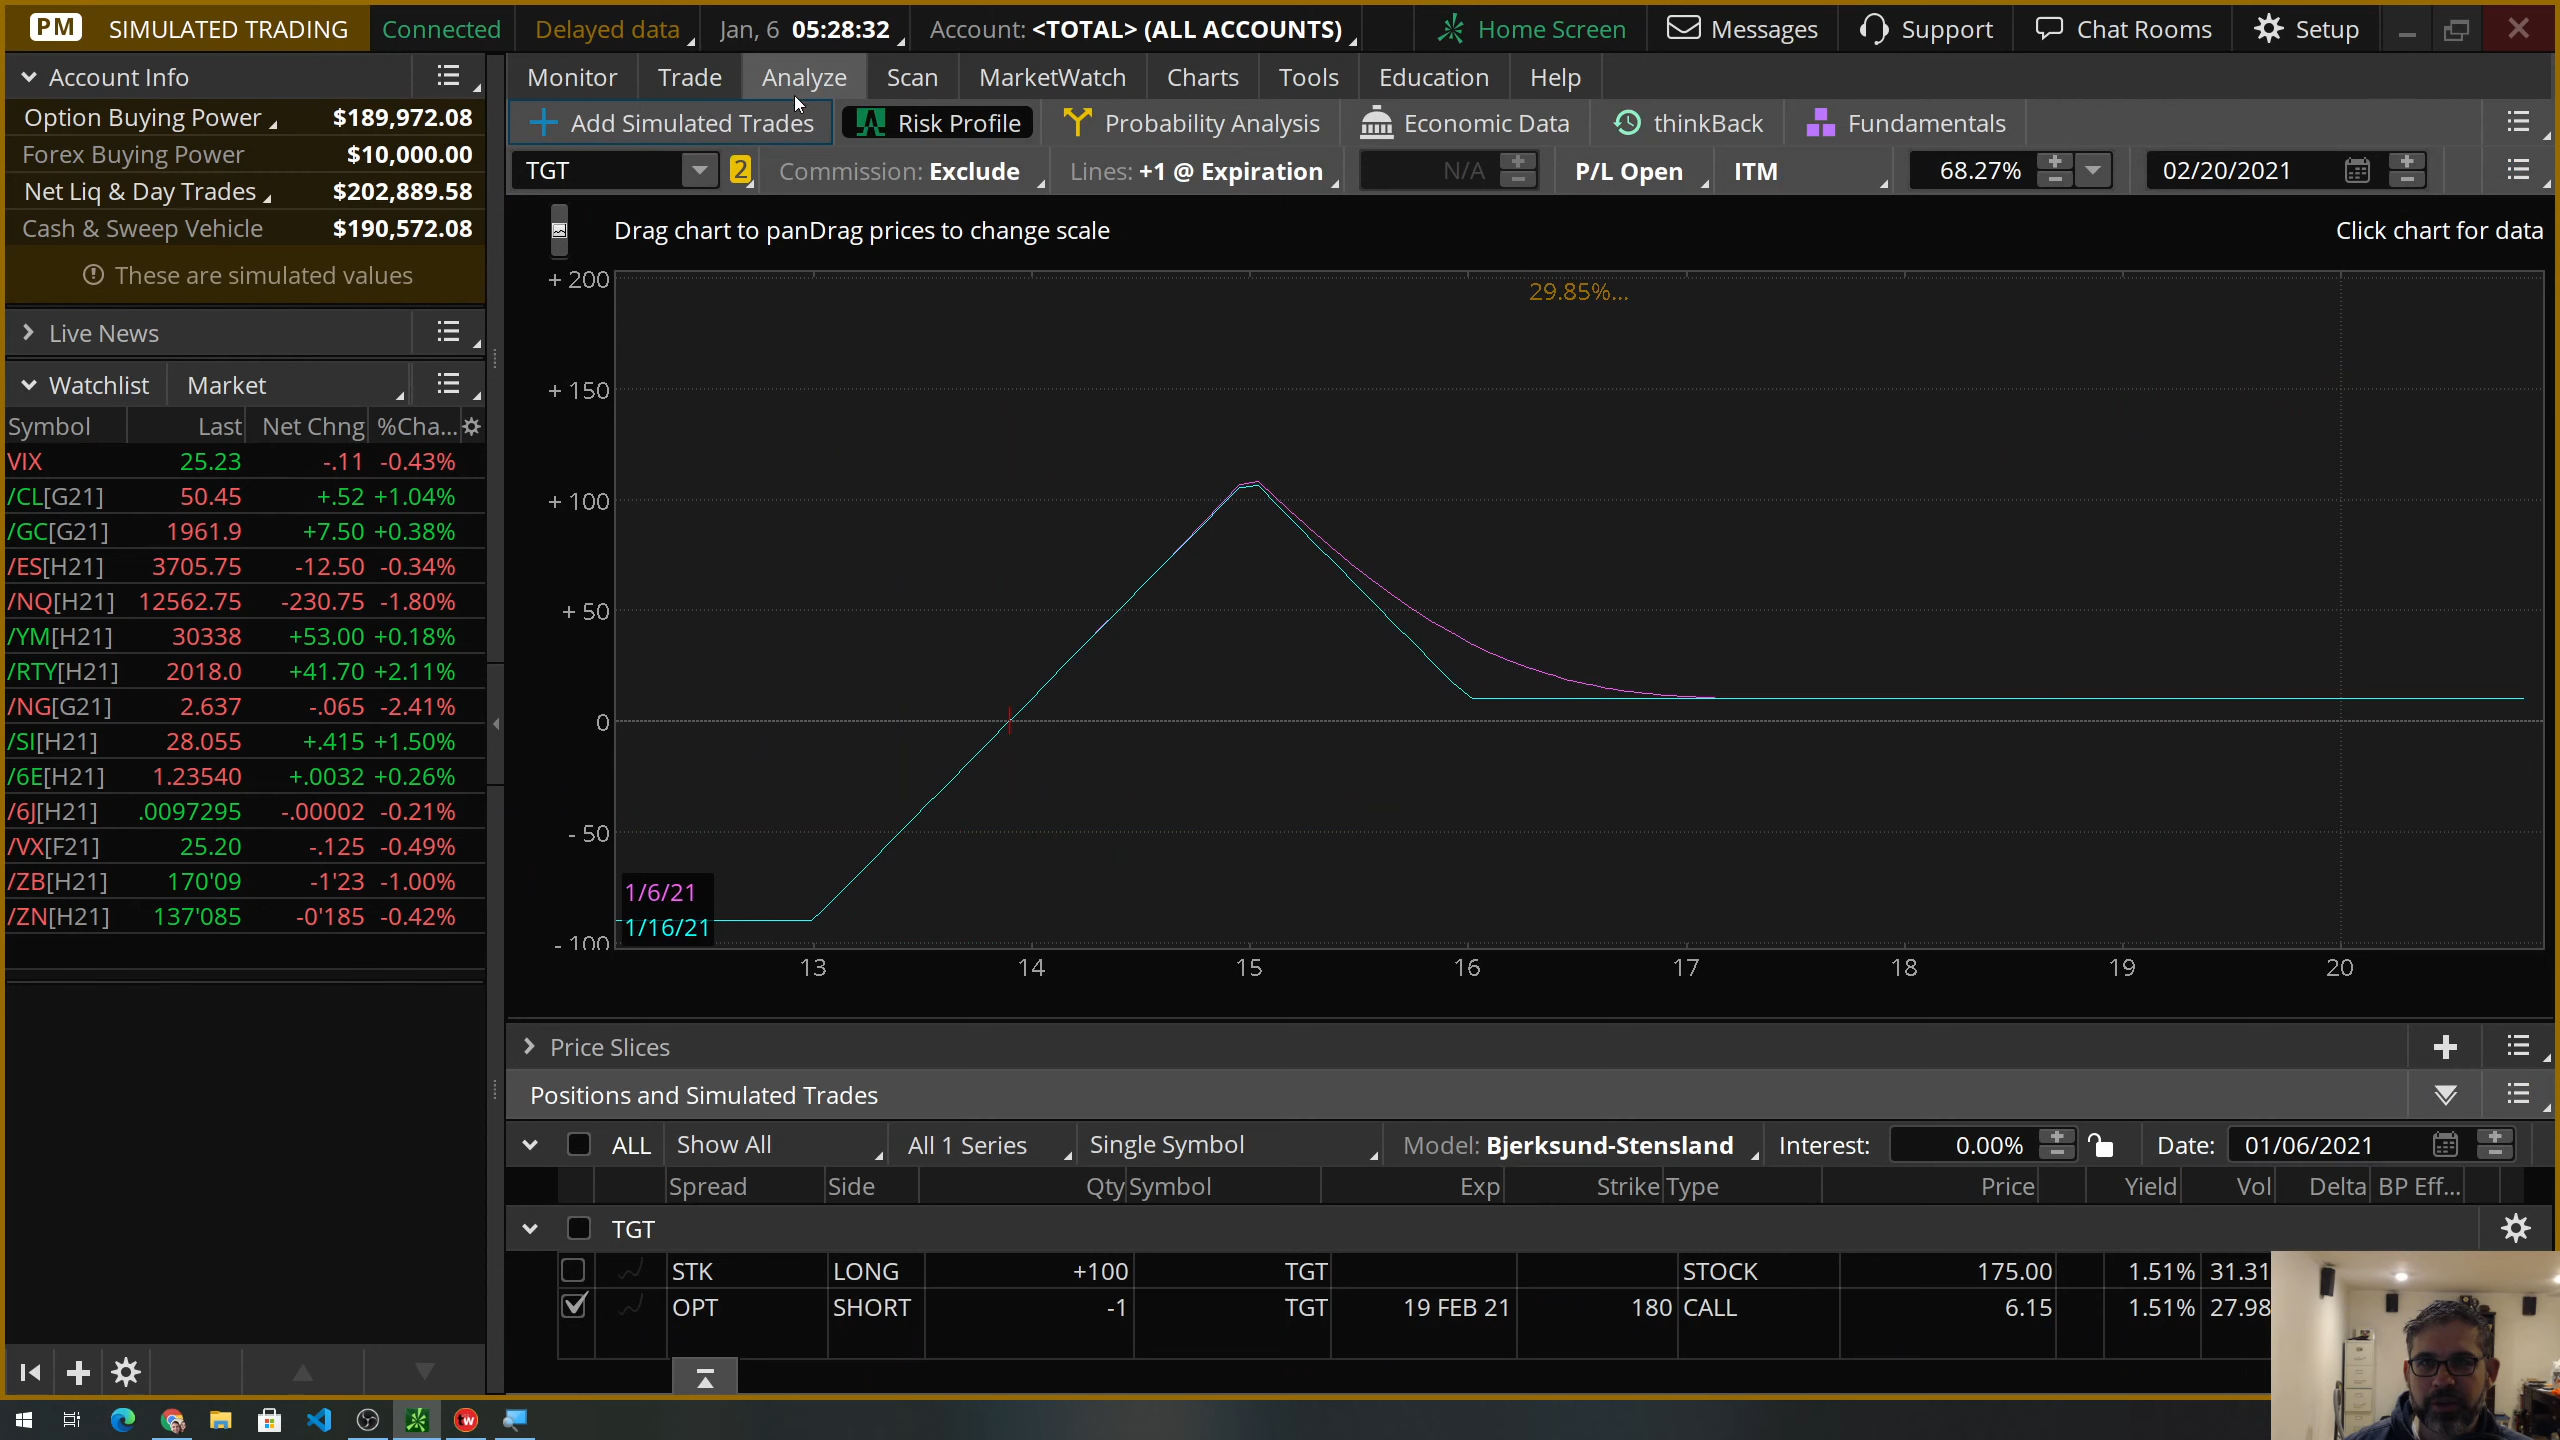 PM SIMULATED TRADING Connected Delayed data Jan, 6 05:28:32 Account: <TOTAL> (ALL ACCOUNTS) Home Screen Messages Support Chat Rooms Setup
Account Info
Option Buying Power $189,972.08
Forex Buying Power $10,000.00
Net Liq & Day Trades $202,889.58
Cash & Sweep Vehicle $190,572.08
These are simulated values
Live News
Watchlist Market
Symbol Last Net Chng %Cha...
VIX 25.23 -.11 -0.43%
/CL[G21] 50.45 +.52 +1.04%
/GC[G21] 1961.9 +7.50 +0.38%
/ES[H21] 3705.75 -12.50 -0.34%
/NQ[H21] 12562.75 -230.75 -1.80%
/YM[H21] 30338 +53.00 +0.18%
/RTY[H21] 2018.0 +41.70 +2.11%
/NG[G21] 2.637 -.065 -2.41%
/SI[H21] 28.055 +.415 +1.50%
/6E[H21] 1.23540 +.0032 +0.26%
/6J[H21] .0097295 -.00002 -0.21%
/VX[F21] 25.20 -.125 -0.49%
/ZB[H21] 170'09 -1'23 -1.00%
/ZN[H21] 137'085 -0'185 -0.42%
Monitor Trade Analyze Scan MarketWatch Charts Tools Education Help
Add Simulated Trades Risk Profile Probability Analysis Economic Data thinkBack Fundamentals
TGT 2 Commission: Exclude Lines: +1 @ Expiration N/A P/L Open ITM 68.27% 02/20/2021
Drag chart to panDrag prices to change scale Click chart for data
+ 200
29.85%...
+ 150
+ 100
+ 50
0
- 50
- 100
1/6/21
1/16/21
13 14 15 16 17 18 19 20
Price Slices
Positions and Simulated Trades
ALL Show All All 1 Series Single Symbol Model: Bjerksund-Stensland Interest: 0.00% Date: 01/06/2021
Spread Side Qty Symbol Exp Strike Type Price Yield Vol Delta BP Eff...
TGT
STK LONG +100 TGT STOCK 175.00 1.51% 31.31
OPT SHORT -1 TGT 19 FEB 21 180 CALL 6.15 1.51% 27.98